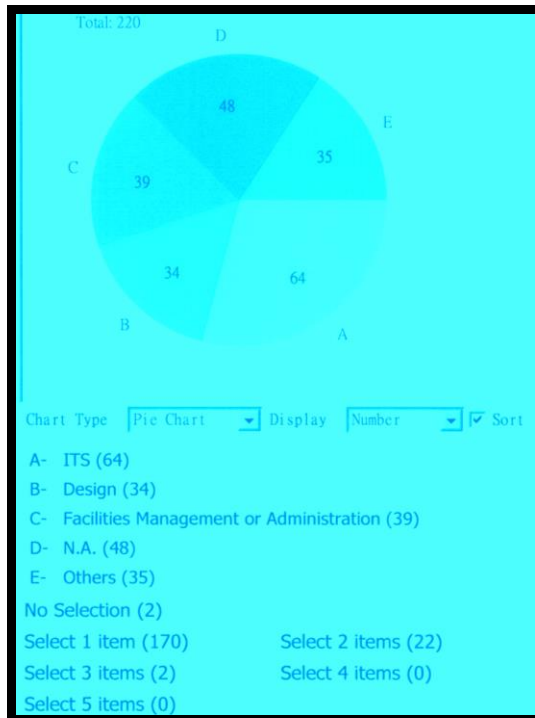 Total: 220
D
48
E
35
C
39
34
64
B
A
Chart Type Pie Chart Display Number Sort
A- ITS (64)
B- Design (34)
C- Facilities Management or Administration (39)
D- N.A. (48)
E- Others (35)
No Selection (2)
Select 1 item (170) Select 2 items (22)
Select 3 items (2) Select 4 items (0)
Select 5 items (0)